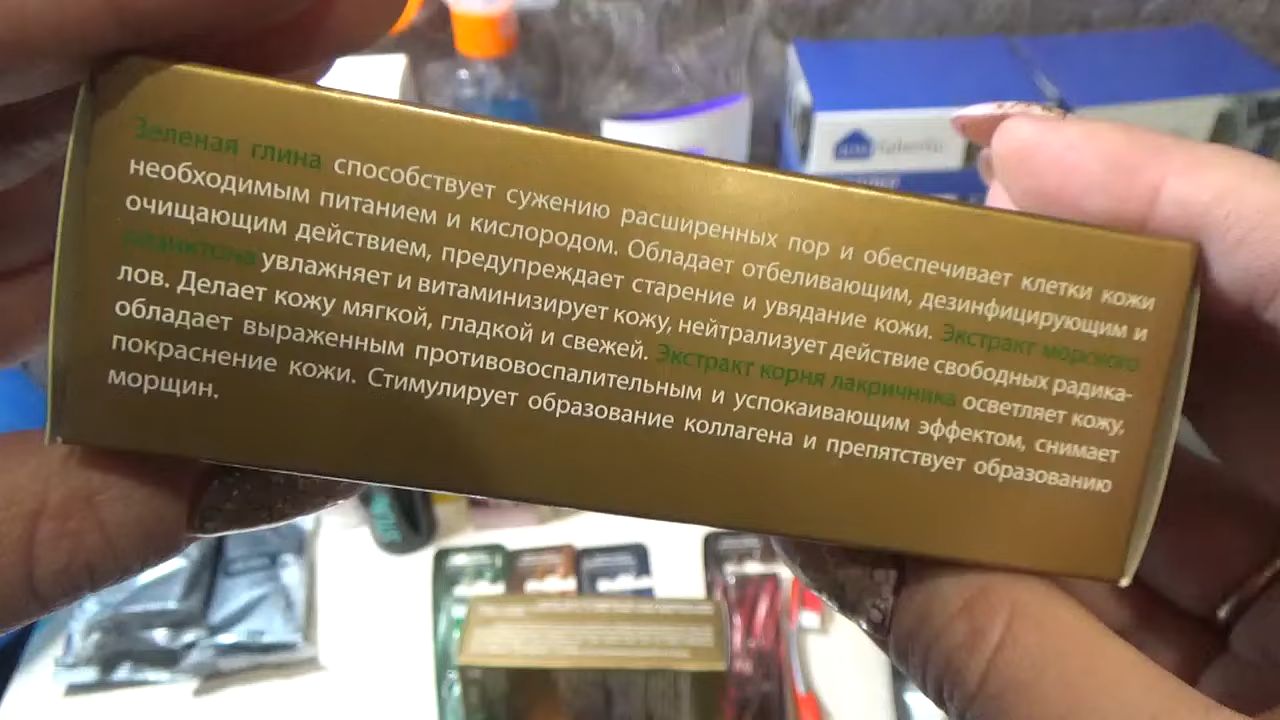 Зеленая глина способствует сужению расширенных пор и обеспечивает клетки кожи
необходимым питанием и кислородом. Обладает отбеливающим, дезинфицирующим и
очищающим действием, предупреждает старение и увядание кожи. Экстракт морского
планктона увлажняет и витаминизирует кожу, нейтрализует действие свободных радика-
лов. Делает кожу мягкой, гладкой и свежей. Экстракт корня лакричника осветляет кожу,
обладает выраженным противовоспалительным и успокаивающим эффектом, снимает
покраснение кожи. Стимулирует образование коллагена и препятствует образованию
морщин.